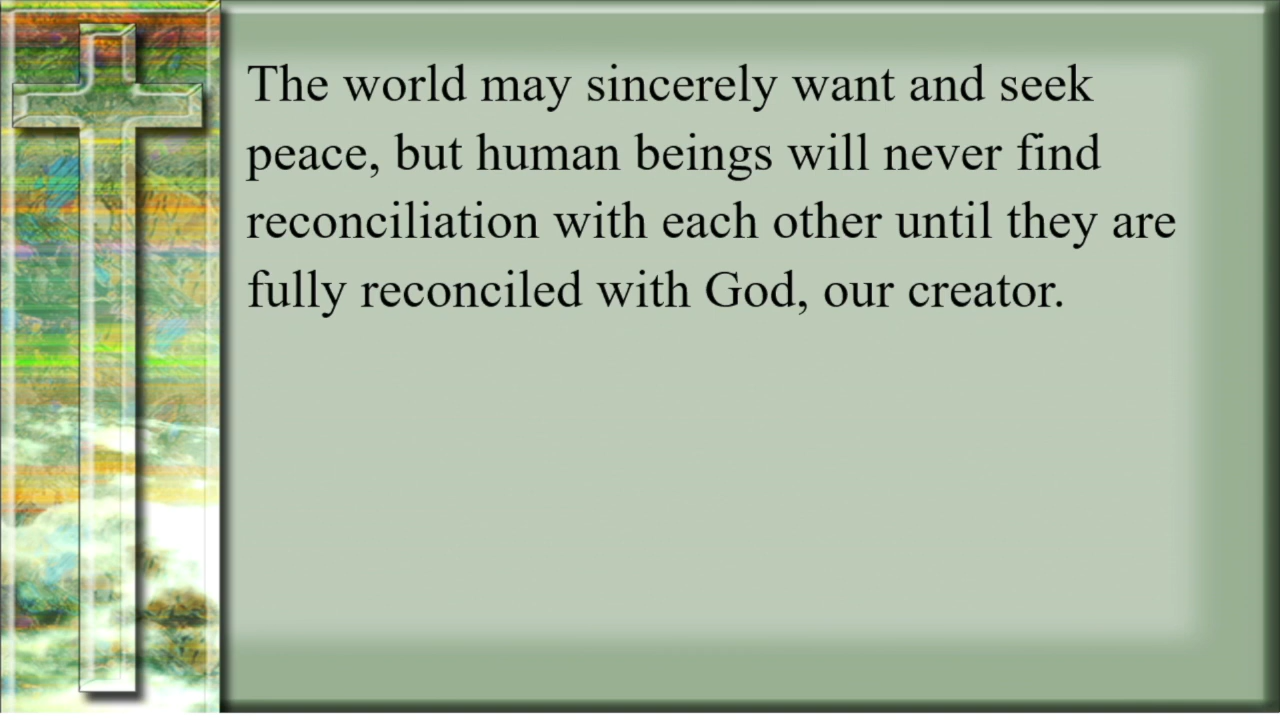 The world may sincerely want and seek
peace, but human beings will never find
reconciliation with each other until they are
fully reconciled with God, our creator.